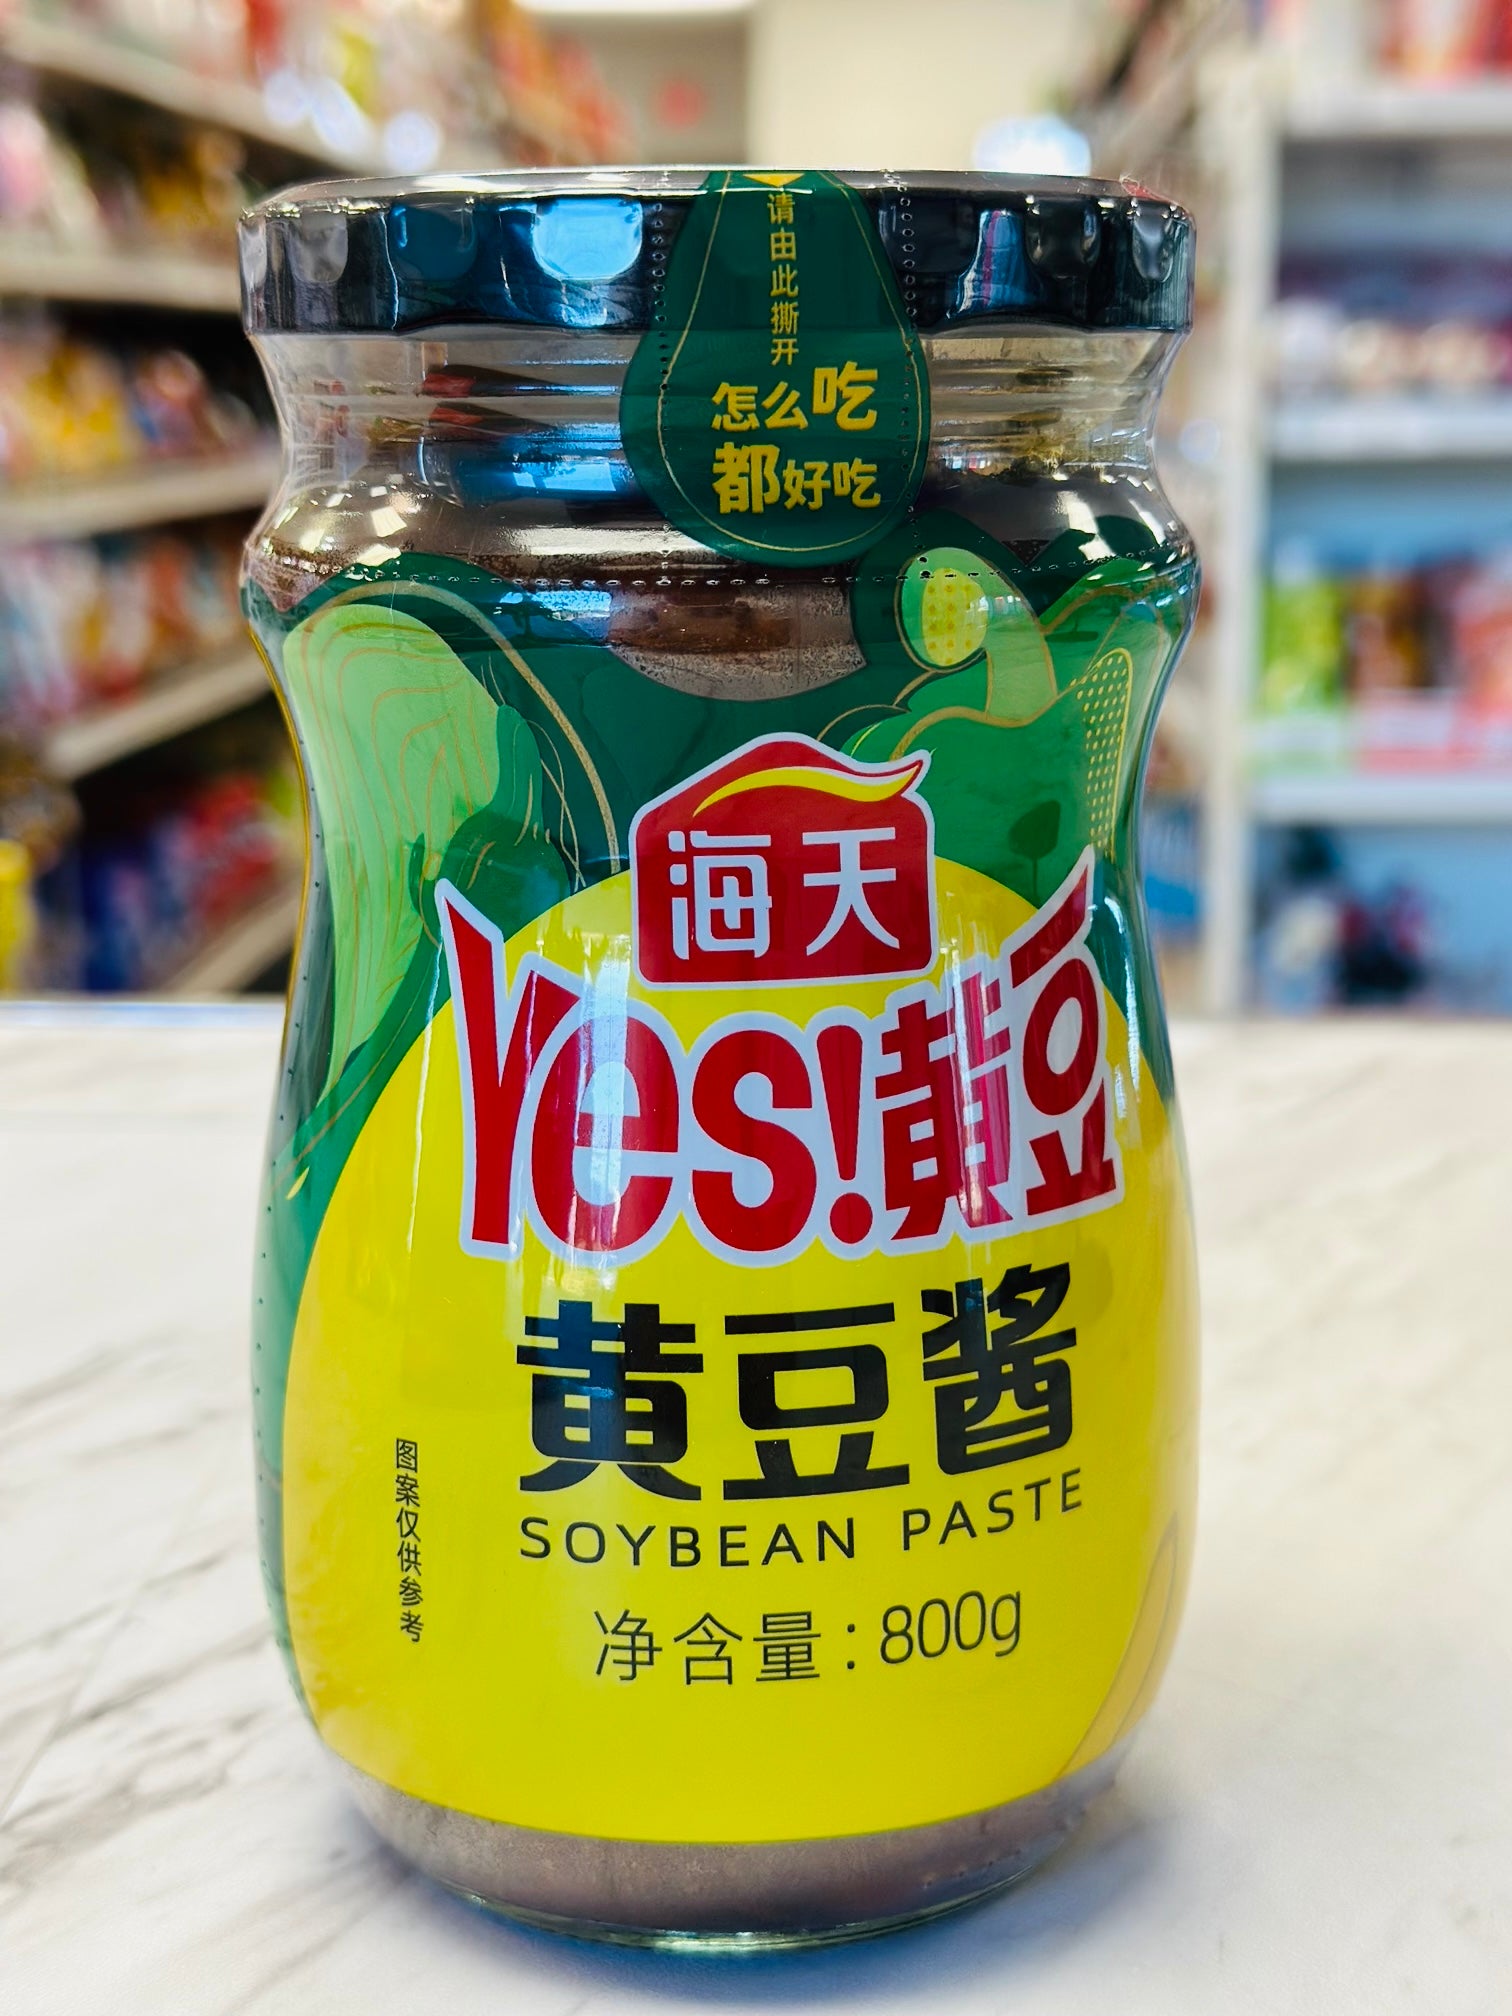 请由此撕开
怎么吃
都好吃
海天
Yes!黄豆
黄豆酱
SOYBEAN PASTE
净含量:800g
图案仅供参考